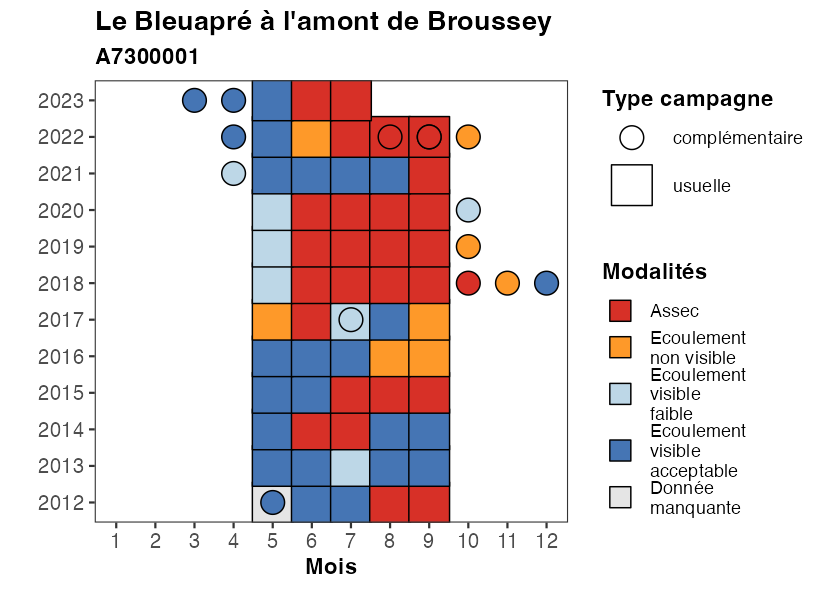 Le Bleuapré à l'amont de Broussey
A7300001
2023
2022
2021
2020
2019
2018
2017
2016
2015
2014
2013
2012
1 2 3 4 5 6 7 8 9 10 11 12
Mois
Type campagne
complémentaire
usuelle
Modalités
Assec
Ecoulement
non visible
Ecoulement
visible
faible
Ecoulement
visible
acceptable
Donnée
manquante